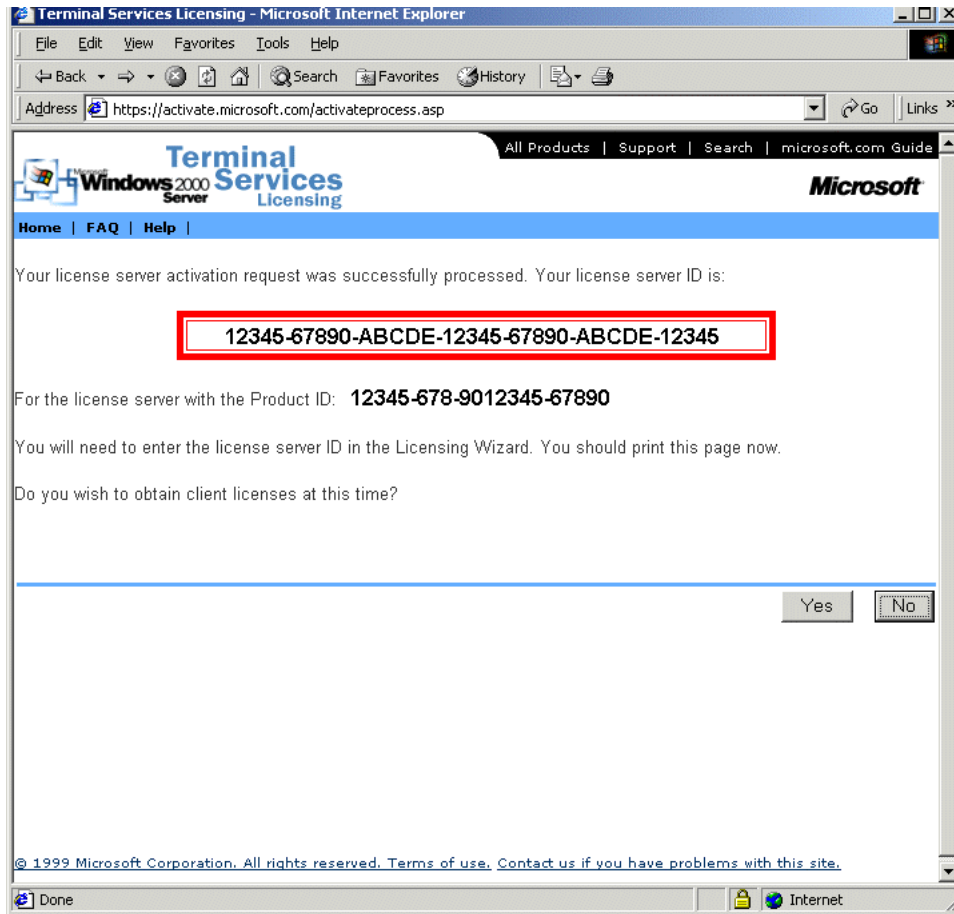 Terminal Services Licensing - Microsoft Internet Explorer
File Edit View Favorites Tools Help
Back Search Favorites History
Address https://activate.microsoft.com/activateprocess.asp Go Links »
All Products | Support | Search | microsoft.com Guide
Microsoft Windows 2000 Server Terminal Services Licensing
Microsoft
Home | FAQ | Help |
Your license server activation request was successfully processed. Your license server ID is:
12345-67890-ABCDE-12345-67890-ABCDE-12345
For the license server with the Product ID: 12345-678-9012345-67890
You will need to enter the license server ID in the Licensing Wizard. You should print this page now.
Do you wish to obtain client licenses at this time?
Yes No
© 1999 Microsoft Corporation. All rights reserved. Terms of use. Contact us if you have problems with this site.
Done Internet